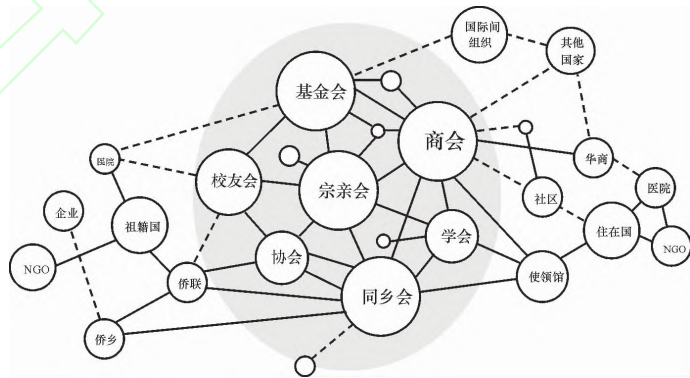 国际间
组织
其他
国家
基金会
商会
医院
华商
校友会
宗亲会
医院
企业
社区
祖籍国
学会
住在国
协会
NGO
NGO
侨联
使领馆
同乡会
侨乡